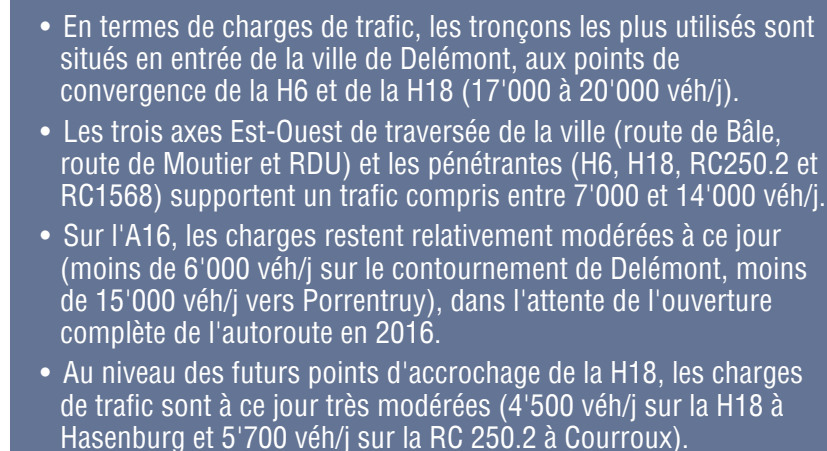 • En termes de charges de trafic, les tronçons les plus utilisés sont
situés en entrée de la ville de Delémont, aux points de
convergence de la H6 et de la H18 (17'000 à 20'000 véh/j).
• Les trois axes Est-Ouest de traversée de la ville (route de Bâle,
route de Moutier et RDU) et les pénétrantes (H6, H18, RC250.2 et
RC1568) supportent un trafic compris entre 7'000 et 14'000 véh/j.
• Sur l'A16, les charges restent relativement modérées à ce jour
(moins de 6'000 véh/j sur le contournement de Delémont, moins
de 15'000 véh/j vers Porrentruy), dans l'attente de l'ouverture
complète de l'autoroute en 2016.
• Au niveau des futurs points d'accrochage de la H18, les charges
de trafic sont à ce jour très modérées (4'500 véh/j sur la H18 à
Hasenburg et 5'700 véh/j sur la RC 250.2 à Courroux).